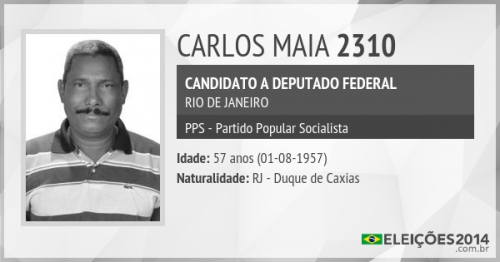 CARLOS MAIA 2310
CANDIDATO A DEPUTADO FEDERAL
RIO DE JANEIRO
PPS - Partido Popular Socialista
Idade: 57 anos (01-08-1957)
Naturalidade: RJ - Duque de Caxias
ELEIÇÕES2014
.com.br